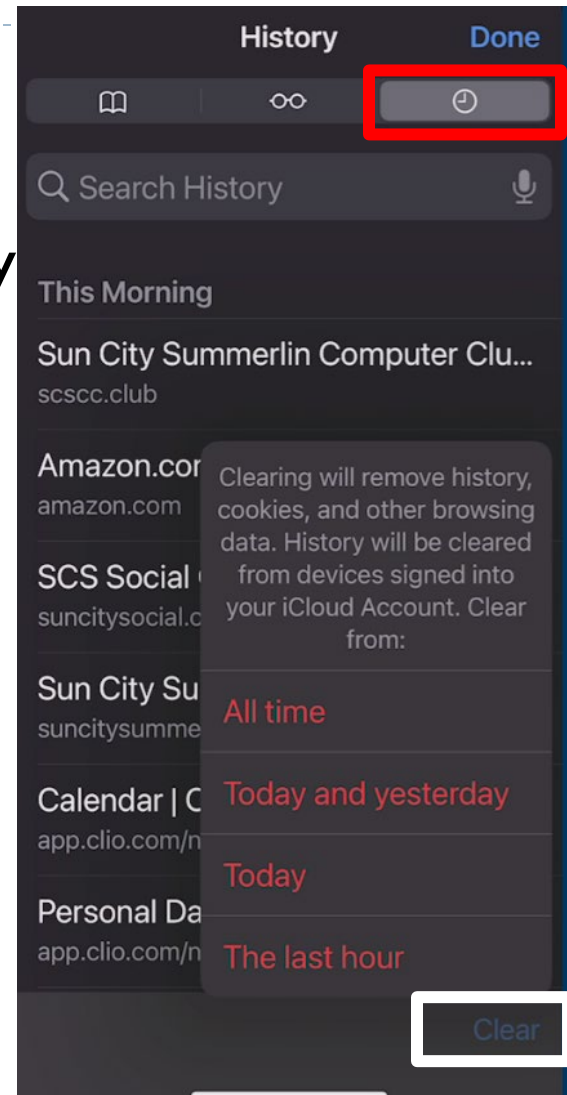 History Done
Search History
y
This Morning
Sun City Summerlin Computer Clu...
scscc.club
Amazon.cor
amazon.com
Clearing will remove history,
cookies, and other browsing
data. History will be cleared
from devices signed into
your iCloud Account. Clear
from:
SCS Social
suncitysocial.c
Sun City Su
suncitysumme
All time
Calendar | C
app.clio.com/n
Today and yesterday
Today
Personal Da
app.clio.com/n
The last hour
Clear